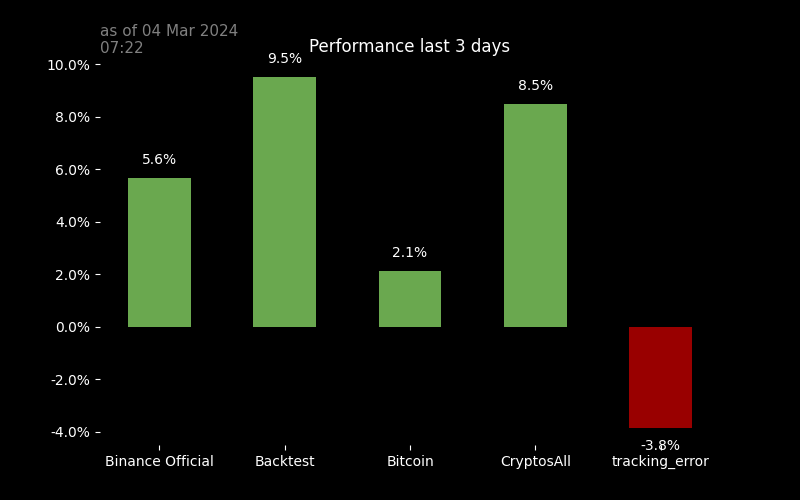 as of 04 Mar 2024
07:22
Performance last 3 days
10.0%
8.0%
6.0%
4.0%
2.0%
0.0%
-2.0%
-4.0%
5.6%
9.5%
2.1%
8.5%
-3.8%
Binance Official
Backtest
Bitcoin
CryptosAll
tracking_error